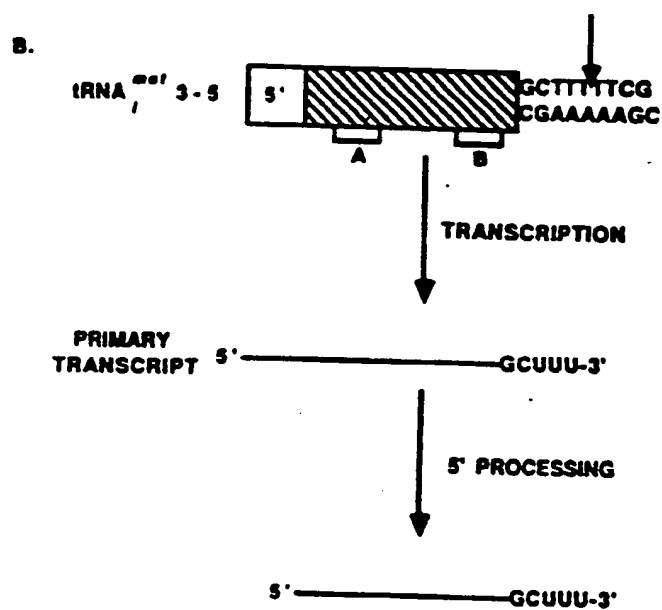 B.
tRNA i met 3-5
5'
GCTTTTTCG
CGAAAAAGC
A
B
TRANSCRIPTION
PRIMARY
TRANSCRIPT 5' GCUUU-3'
5' PROCESSING
5' GCUUU-3'